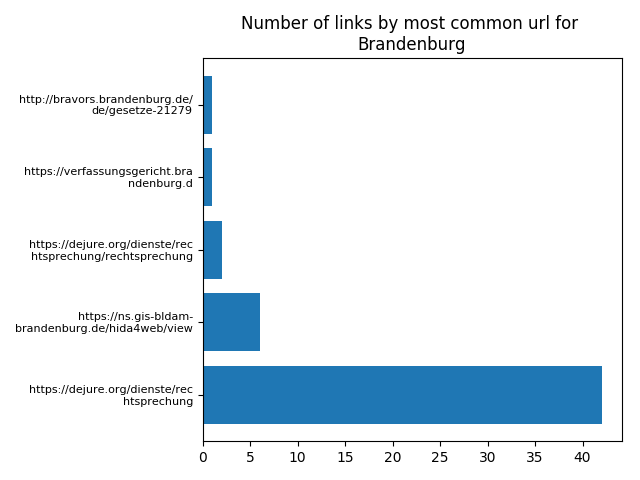 Number of links by most common url for
Brandenburg
http://bravors.brandenburg.de/
de/gesetze-21279
https://verfassungsgericht.bra
ndenburg.d
https://dejure.org/dienste/rec
htsprechung/rechtsprechung
https://ns.gis-bldam-
brandenburg.de/hida4web/view
https://dejure.org/dienste/rec
htsprechung
0 5 10 15 20 25 30 35 40